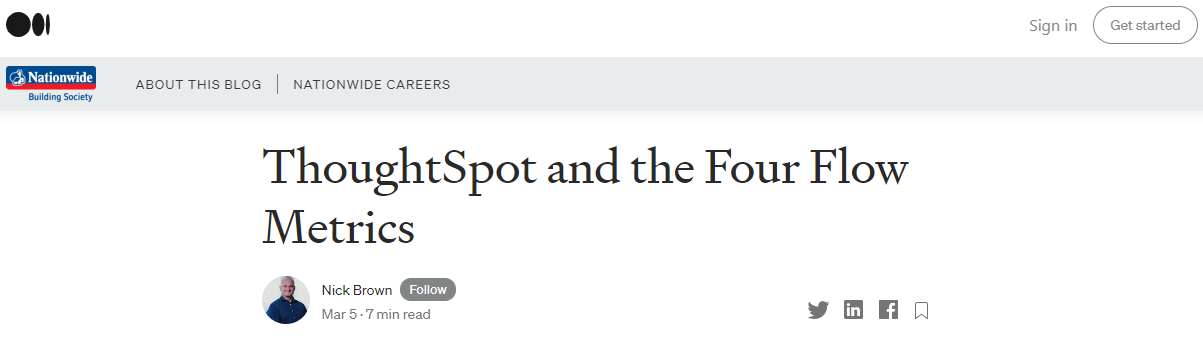 Sign in
Get started
Nationwide
Building Society
ABOUT THIS BLOG
NATIONWIDE CAREERS
ThoughtSpot and the Four Flow
Metrics
Nick Brown
Follow
Mar 5 · 7 min read